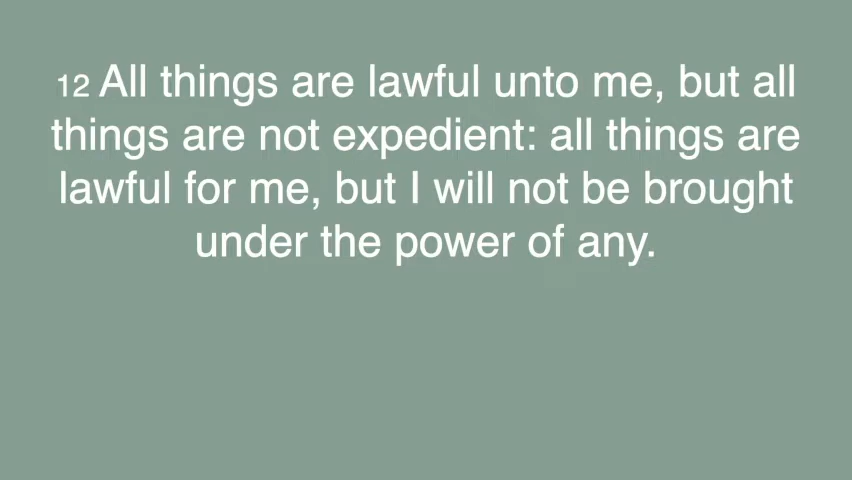 12 All things are lawful unto me, but all
things are not expedient: all things are
lawful for me, but I will not be brought
under the power of any.